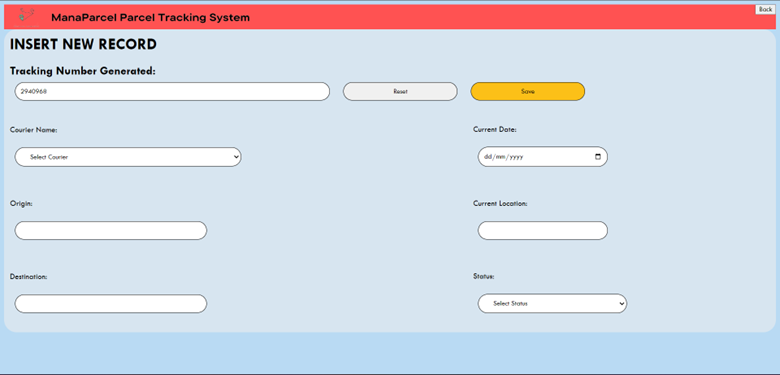 Back
ManaParcel Parcel Tracking System
INSERT NEW RECORD
Tracking Number Generated:
2940968
Reset
Save
Courier Name:
Current Date:
Select Courier
dd/mm/yyyy
Origin:
Current Location:
Destination:
Status:
Select Status